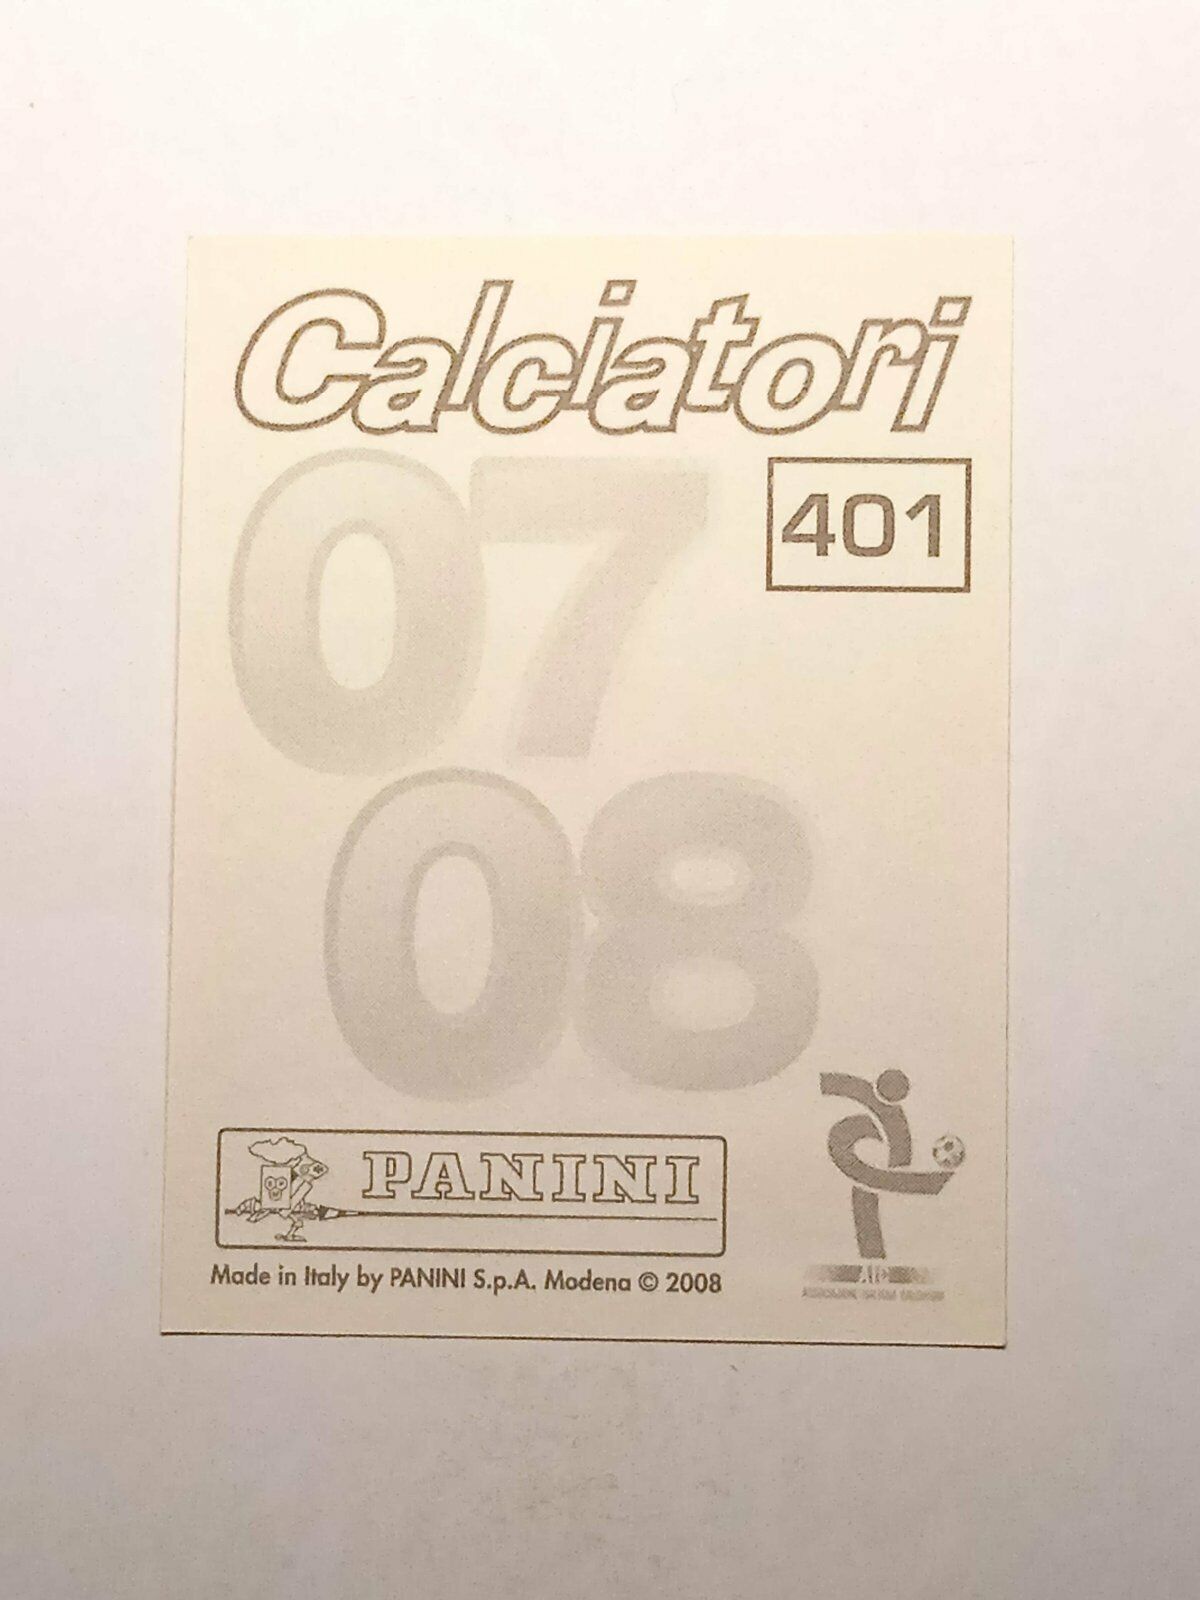 Calciatori
07
401
08
PANINI
Made in Italy by PANINI S.p.A. Modena © 2008